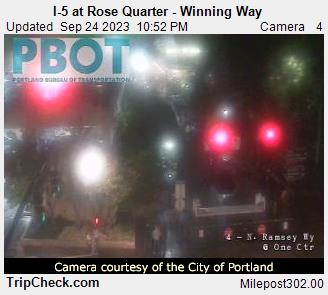 I-5 at Rose Quarter - Winning Way
Updated Sep 24 2023 10:52 PM Camera 4
PBOT
PORTLAND BUREAU OF TRANSPORTATION
4 - N. Ramsey Wy
@ One Ctr
Camera courtesy of the City of Portland
TripCheck.com Milepost302.00